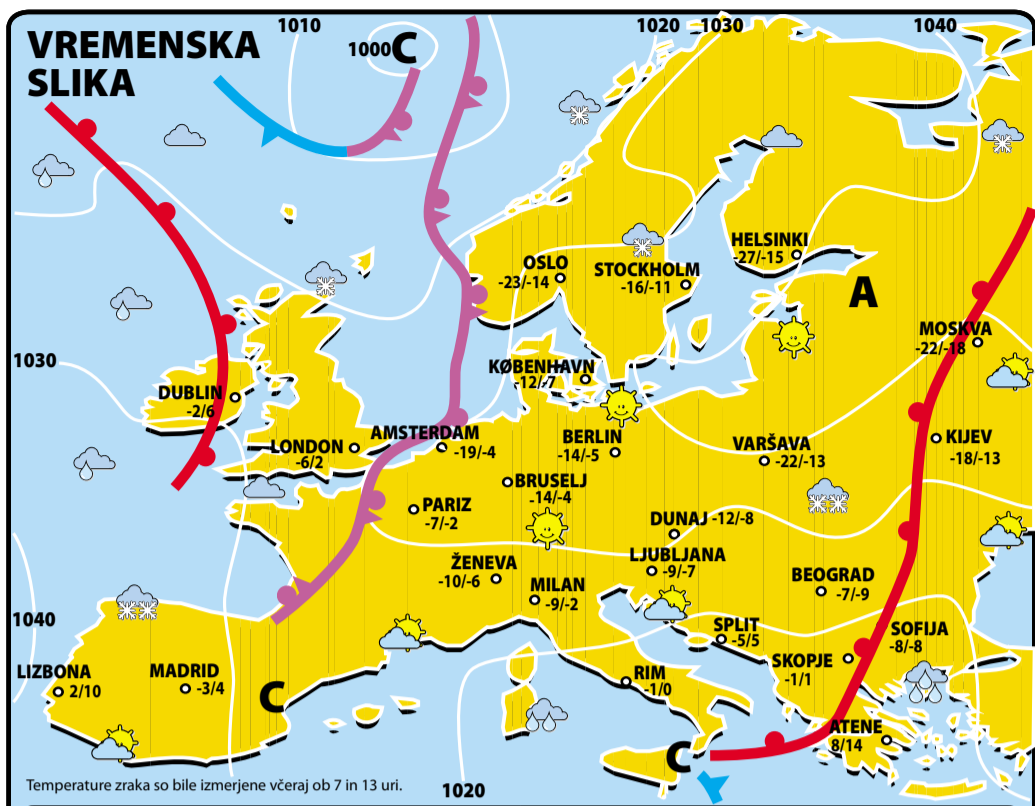 VREMENSKA
SLIKA
1010
1000 C
1020
1030
1040
HELSINKI
-27/-15
OSLO
-23/-14
STOCKHOLM
-16/-11
A
MOSKVA
-22/-18
1030
KØBENHAVN
-12/-7
DUBLIN
-2/6
LONDON
-6/2
AMSTERDAM
-19/-4
BERLIN
-14/-5
VARŠAVA
-22/-13
KIJEV
-18/-13
BRUSELJ
-14/-4
PARIZ
-7/-2
DUNAJ -12/-8
LJUBLJANA
-9/-7
ŽENEVA
-10/-6
MILAN
-9/-2
BEOGRAD
-7/-9
1040
SPLIT
-5/5
SOFIJA
-8/-8
SKOPJE
-1/1
LIZBONA
2/10
MADRID
-3/4
C
RIM
-1/0
ATENE
8/14
C
Temperature zraka so bile izmerjene včeraj ob 7 in 13 uri.
1020